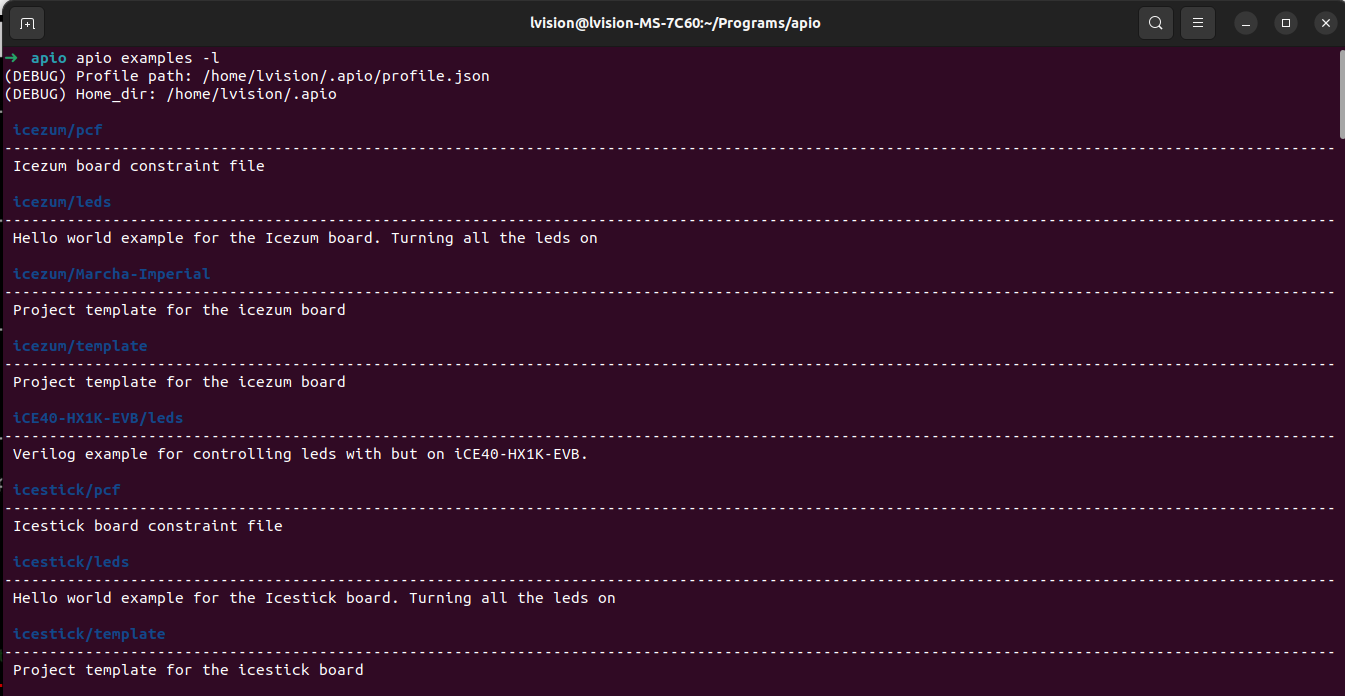 lvision@lvision-MS-7C60:~/Programs/apio
➜ apio apio examples -l
(DEBUG) Profile path: /home/lvision/.apio/profile.json
(DEBUG) Home_dir: /home/lvision/.apio
icezum/pcf
----------------------------------------------------------------------------------------------------------------------------------------------------
Icezum board constraint file
icezum/leds
----------------------------------------------------------------------------------------------------------------------------------------------------
Hello world example for the Icezum board. Turning all the leds on
icezum/Marcha-Imperial
----------------------------------------------------------------------------------------------------------------------------------------------------
Project template for the icezum board
icezum/template
----------------------------------------------------------------------------------------------------------------------------------------------------
Project template for the icezum board
iCE40-HX1K-EVB/leds
----------------------------------------------------------------------------------------------------------------------------------------------------
Verilog example for controlling leds with but on iCE40-HX1K-EVB.
icestick/pcf
----------------------------------------------------------------------------------------------------------------------------------------------------
Icestick board constraint file
icestick/leds
----------------------------------------------------------------------------------------------------------------------------------------------------
Hello world example for the Icestick board. Turning all the leds on
icestick/template
----------------------------------------------------------------------------------------------------------------------------------------------------
Project template for the icestick board